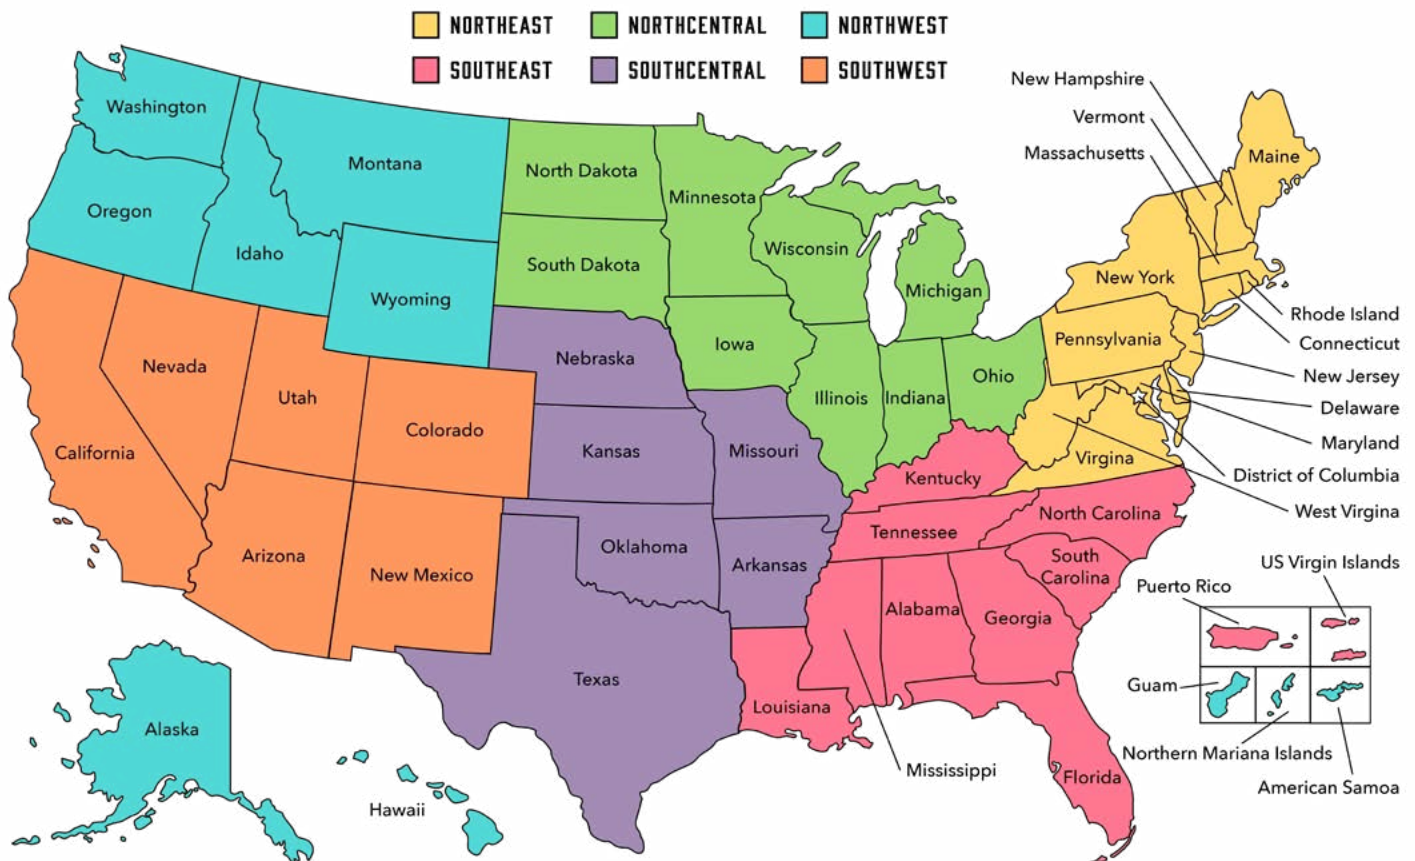 NORTHEAST NORTHCENTRAL NORTHWEST
SOUTHEAST SOUTHCENTRAL SOUTHWEST
New Hampshire
Vermont
Massachusetts
Washington
Montana
North Dakota
Minnesota
Maine
Oregon
Idaho
South Dakota
Wisconsin
Wyoming
Michigan
New York
Rhode Island
Connecticut
Nevada
Nebraska
Iowa
Pennsylvania
New Jersey
Utah
Illinois
Indiana
Ohio
Delaware
California
Colorado
Kansas
Missouri
Kentucky
Virgina
Maryland
District of Columbia
West Virgina
Arizona
New Mexico
Oklahoma
Arkansas
Tennessee
North Carolina
South
Carolina
US Virgin Islands
Puerto Rico
Alabama
Georgia
Texas
Louisiana
Guam
Alaska
Northern Mariana Islands
Mississippi
Florida
American Samoa
Hawaii